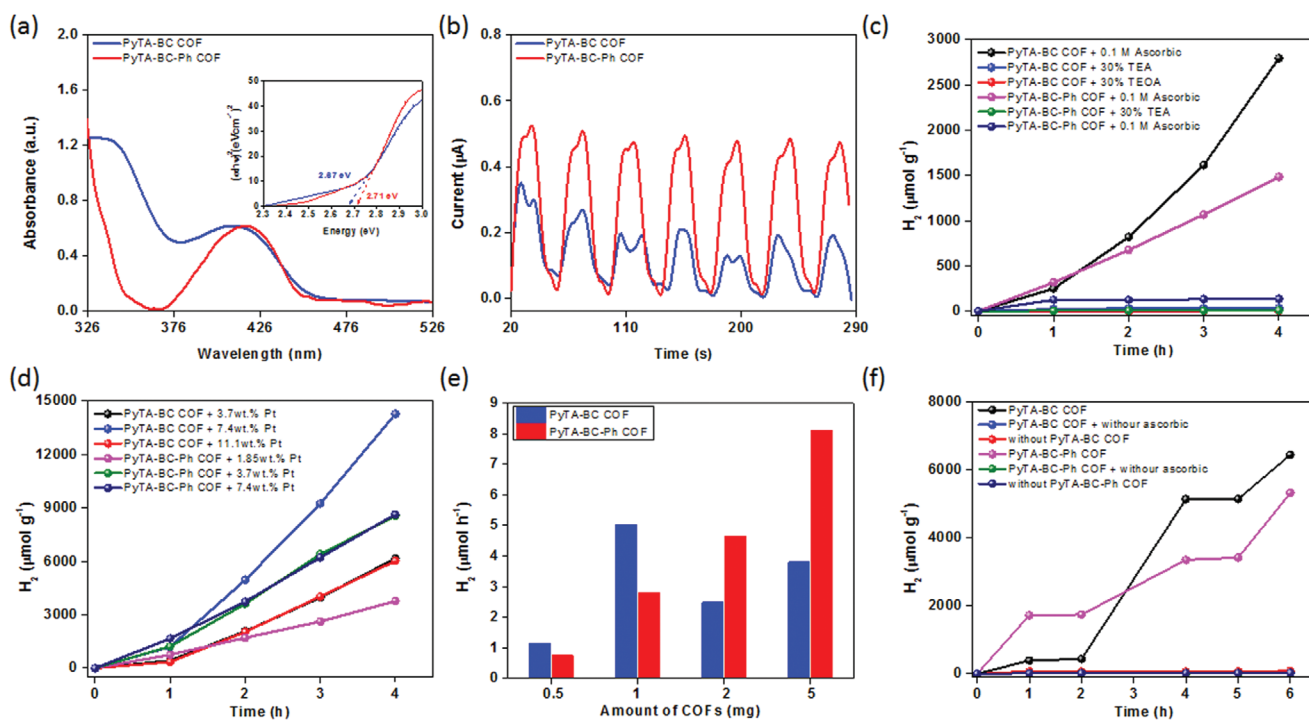 (a)
PyTA-BC COF
PyTA-BC-Ph COF
Absorbance (a.u.)
2.0
1.6
1.2
0.8
0.4
0.0
326 376 426 476 526
Wavelength (nm)
(αhω)² (eVcm⁻¹)²
50
40
30
20
10
0
2.67 eV
2.71 eV
2.3 2.4 2.5 2.6 2.7 2.8 2.9 3.0
Energy (eV)
(b)
PyTA-BC COF
PyTA-BC-Ph COF
Current (µA)
0.8
0.6
0.4
0.2
0.0
20 110 200 290
Time (s)
(c)
PyTA-BC COF + 0.1 M Ascorbic
PyTA-BC COF + 30% TEA
PyTA-BC COF + 30% TEOA
PyTA-BC-Ph COF + 0.1 M Ascorbic
PyTA-BC-Ph COF + 30% TEA
PyTA-BC-Ph COF + 0.1 M Ascorbic
H₂ (µmol g⁻¹)
3000
2500
2000
1500
1000
500
0
0 1 2 3 4
Time (h)
(d)
PyTA-BC COF + 3.7wt.% Pt
PyTA-BC COF + 7.4wt.% Pt
PyTA-BC COF + 11.1wt.% Pt
PyTA-BC-Ph COF + 1.85wt.% Pt
PyTA-BC-Ph COF + 3.7wt.% Pt
PyTA-BC-Ph COF + 7.4wt.% Pt
H₂ (µmol g⁻¹)
15000
12000
9000
6000
3000
0
0 1 2 3 4
Time (h)
(e)
PyTA-BC COF
PyTA-BC-Ph COF
H₂ (µmol h⁻¹)
9
8
7
6
5
4
3
2
1
0
0.5 1 2 5
Amount of COFs (mg)
(f)
PyTA-BC COF
PyTA-BC COF + withour ascorbic
without PyTA-BC COF
PyTA-BC-Ph COF
PyTA-BC-Ph COF + withour ascorbic
without PyTA-BC-Ph COF
H₂ (µmol g⁻¹)
8000
6000
4000
2000
0
0 1 2 3 4 5 6
Time (h)